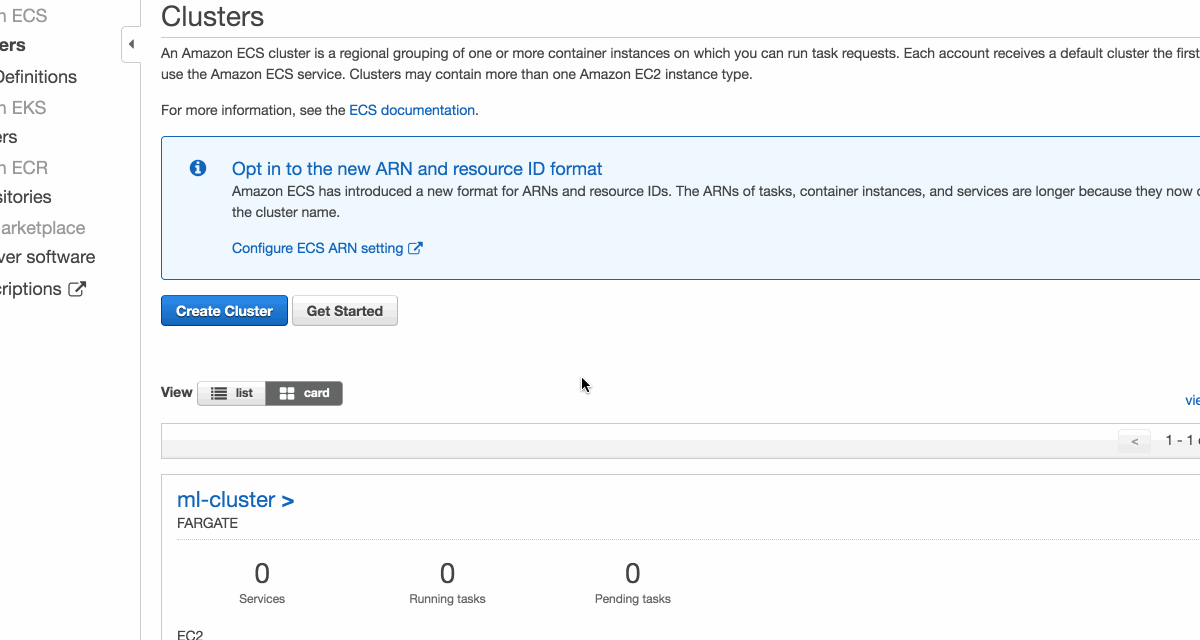 ECS
Clusters
An Amazon ECS cluster is a regional grouping of one or more container instances on which you can run task requests. Each account receives a default cluster the first
use the Amazon ECS service. Clusters may contain more than one Amazon EC2 instance type.
For more information, see the ECS documentation.
Definitions
EKS
ECR
Opt in to the new ARN and resource ID format
Amazon ECS has introduced a new format for ARNs and resource IDs. The ARNs of tasks, container instances, and services are longer because they now
the cluster name.
Configure ECS ARN setting
sitories
arketplace
ver software
criptions
Create Cluster
Get Started
View
list
card
<
1 - 1
ml-cluster >
FARGATE
0
Services
0
Running tasks
0
Pending tasks
EC2